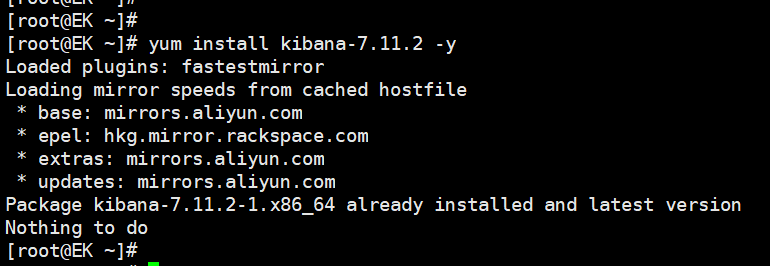 [root@EK ~]#
[root@EK ~]#
[root@EK ~]# yum install kibana-7.11.2 -y
Loaded plugins: fastestmirror
Loading mirror speeds from cached hostfile
 * base: mirrors.aliyun.com
 * epel: hkg.mirror.rackspace.com
 * extras: mirrors.aliyun.com
 * updates: mirrors.aliyun.com
Package kibana-7.11.2-1.x86_64 already installed and latest version
Nothing to do
[root@EK ~]#